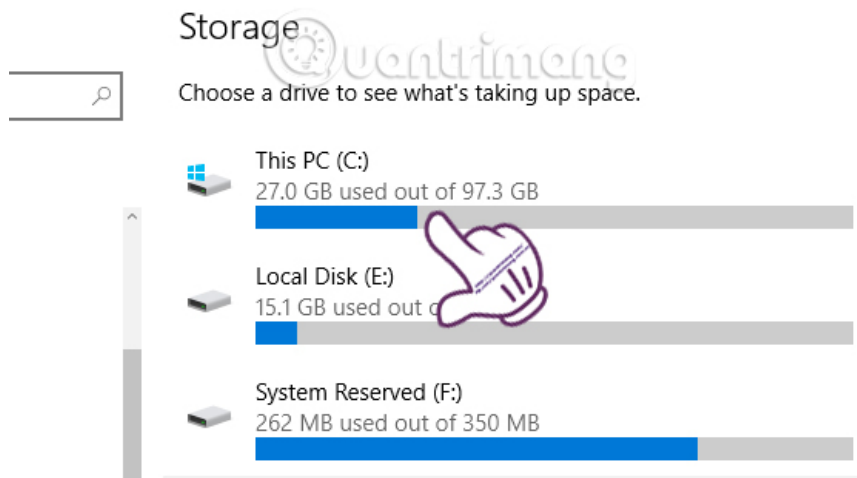 Storage
Quantrimang
Choose a drive to see what's taking up space.
This PC (C:)
27.0 GB used out of 97.3 GB
Local Disk (E:)
15.1 GB used out
System Reserved (F:)
262 MB used out of 350 MB